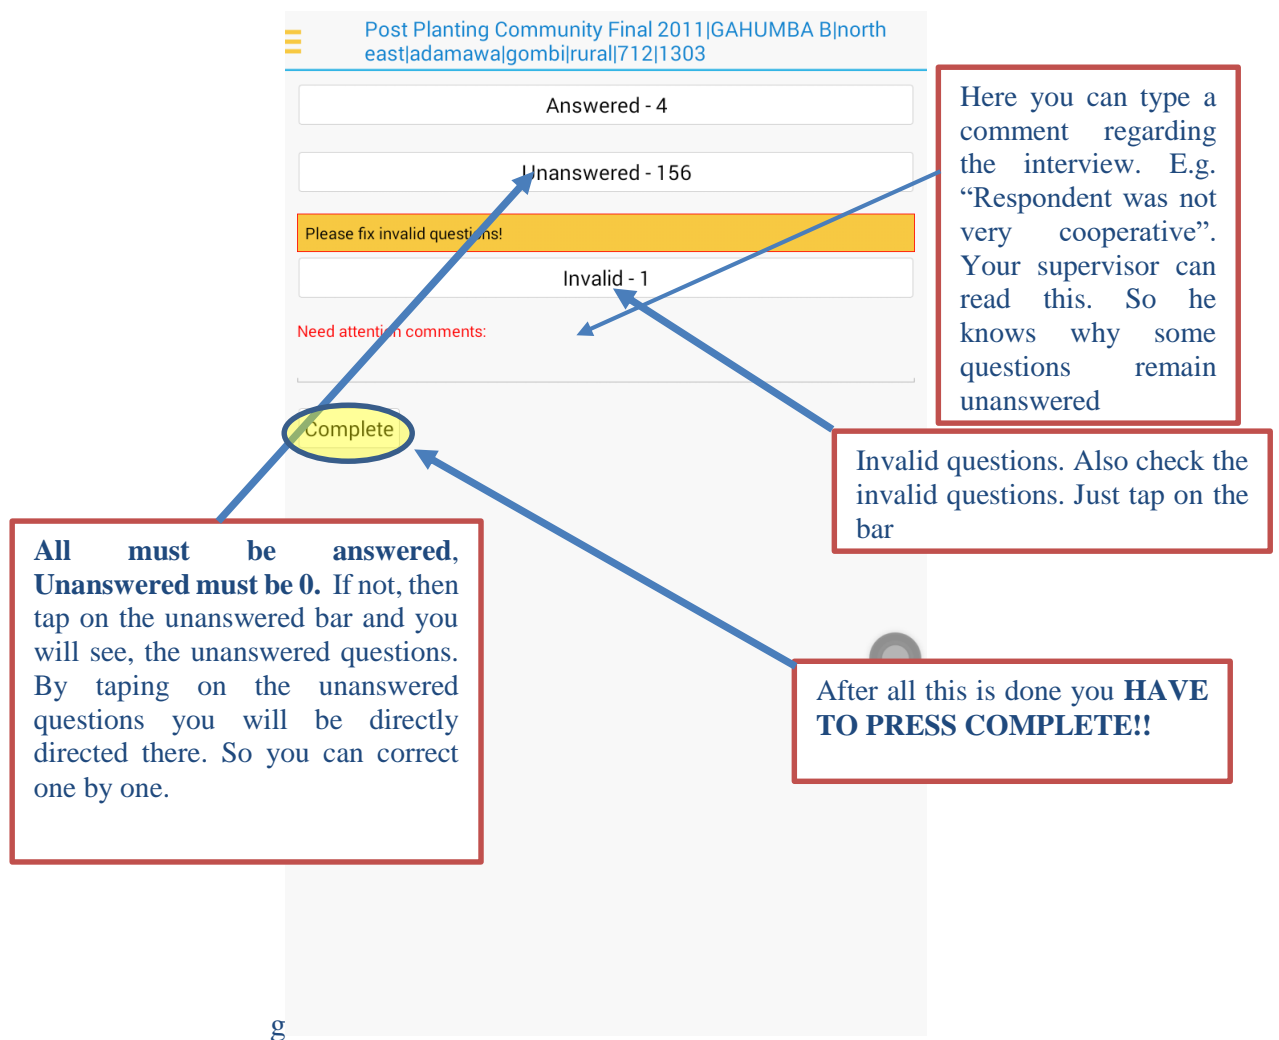 Post Planting Community Final 2011|GAHUMBA B|north
east|adamawa|gombi|rural|712|1303
Answered - 4
Unanswered - 156
Please fix invalid questions!
Invalid - 1
Need attention comments:
Complete
Here you can type a
comment regarding
the interview. E.g.
“Respondent was not
very cooperative”.
Your supervisor can
read this. So he
knows why some
questions remain
unanswered
Invalid questions. Also check the
invalid questions. Just tap on the
bar
All must be answered,
Unanswered must be 0. If not, then
tap on the unanswered bar and you
will see, the unanswered questions.
By taping on the unanswered
questions you will be directly
directed there. So you can correct
one by one.
After all this is done you HAVE
TO PRESS COMPLETE!!
g